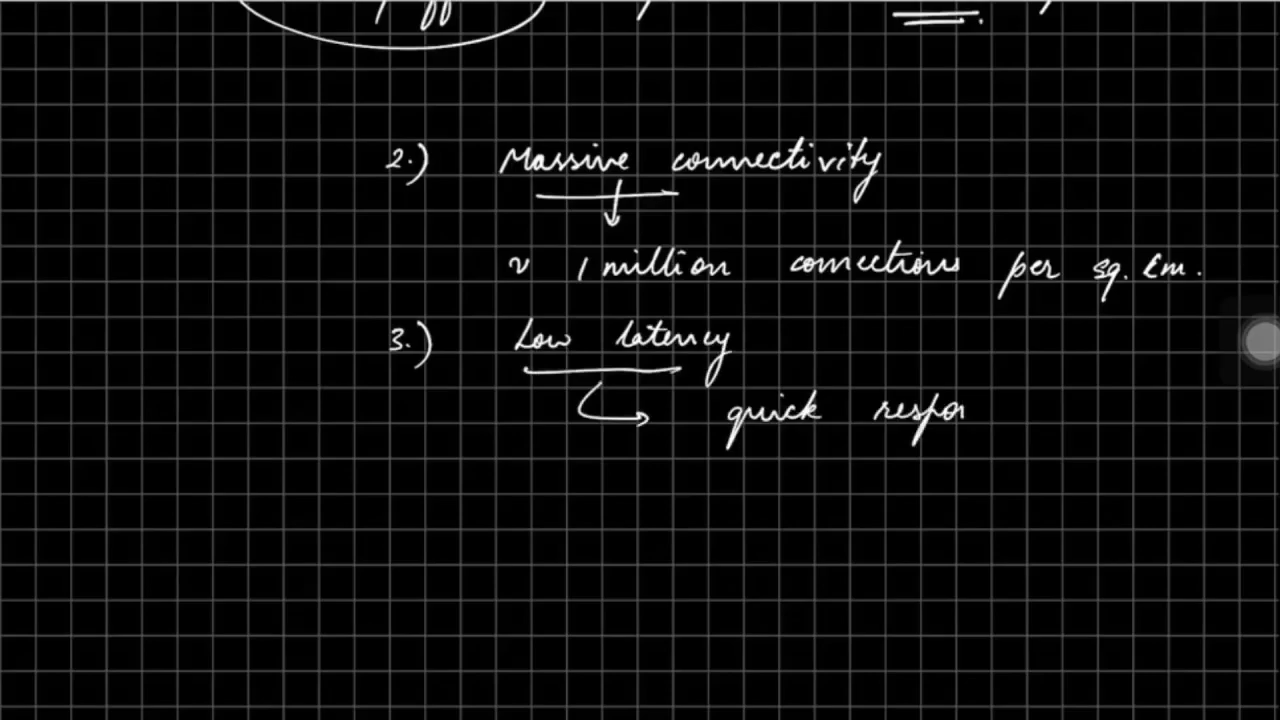 2.) Massive connectivity
~ 1 million connections per sq. km.
3.) Low latency
quick respo